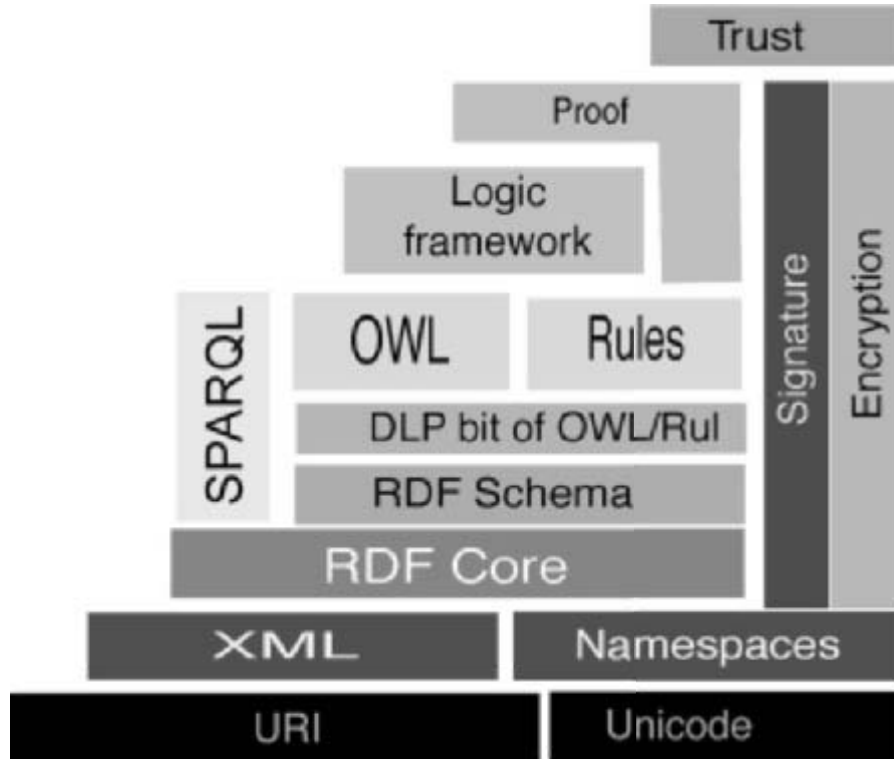 Trust
Proof
Logic
framework
SPARQL
OWL
Rules
Signature
Encryption
DLP bit of OWL/Rul
RDF Schema
RDF Core
XML
Namespaces
URI
Unicode